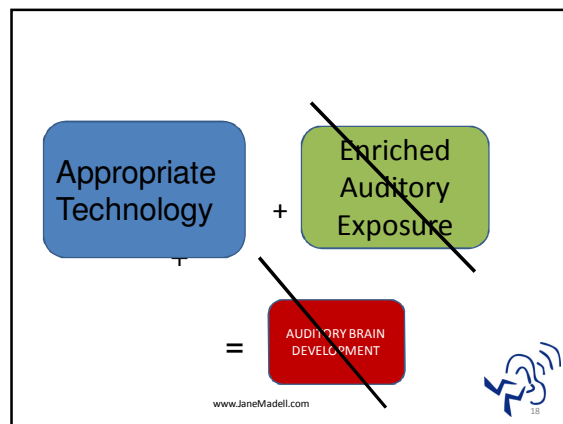 Appropriate
Technology
+
Enriched
Auditory
Exposure
+
=
AUDITORY BRAIN
DEVELOPMENT
www.JaneMadell.com
18